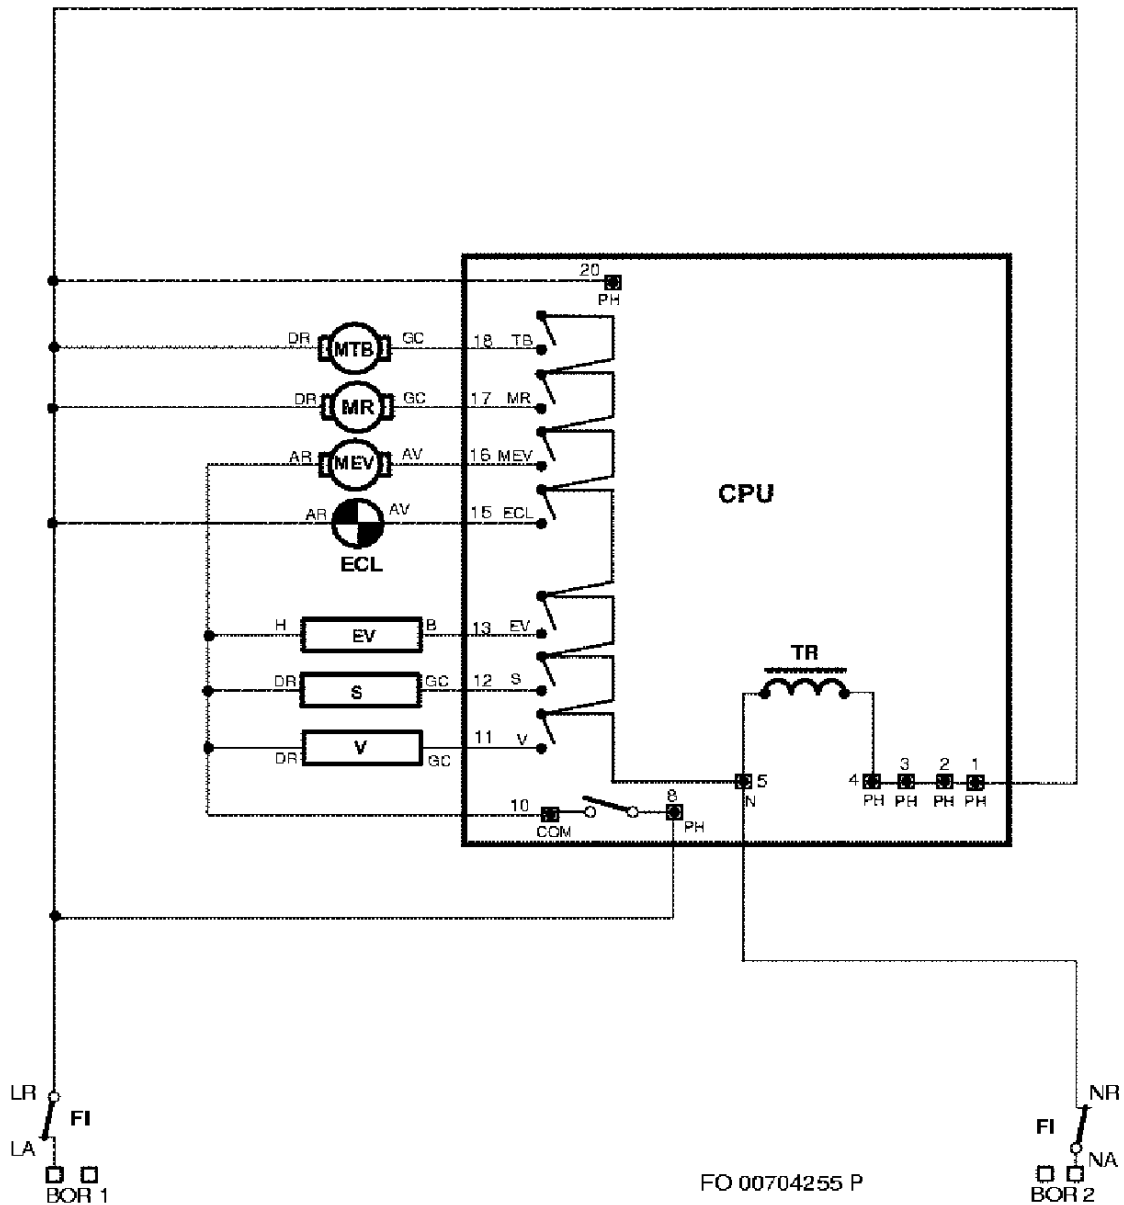 20
PH
DR MTB GC 18 TB
DR MR GC 17 MR
AR MEV AV 16 MEV
AR AV 15 ECL
ECL
CPU
H EV B 13 EV
TR
DR S GC 12 S
DR V GC 11 V
5 4 3 2 1
N PH PH PH PH
10 8
COM PH
LR FI
LA
BOR 1
NR
FI
NA
BOR 2
FO 00704255 P